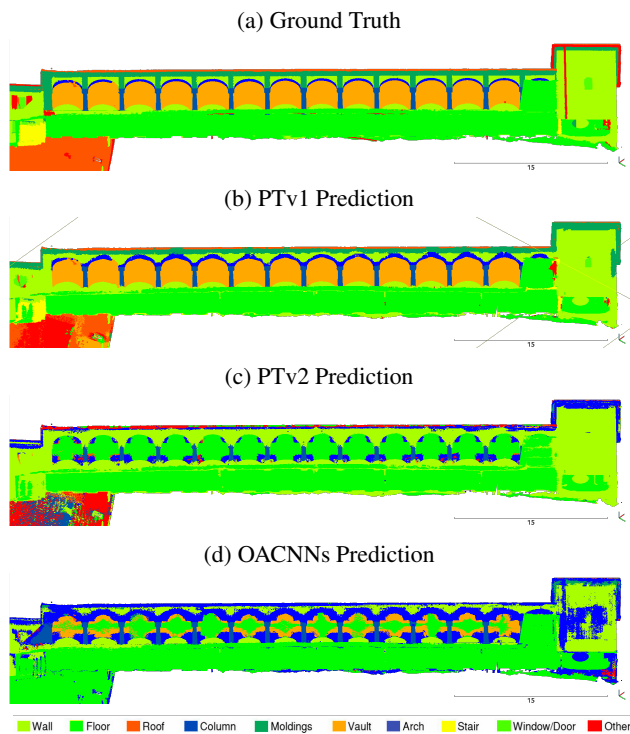 (a) Ground Truth
15
(b) PTv1 Prediction
15
(c) PTv2 Prediction
15
(d) OACNNs Prediction
15
Wall Floor Roof Column Moldings Vault Arch Stair Window/Door Other